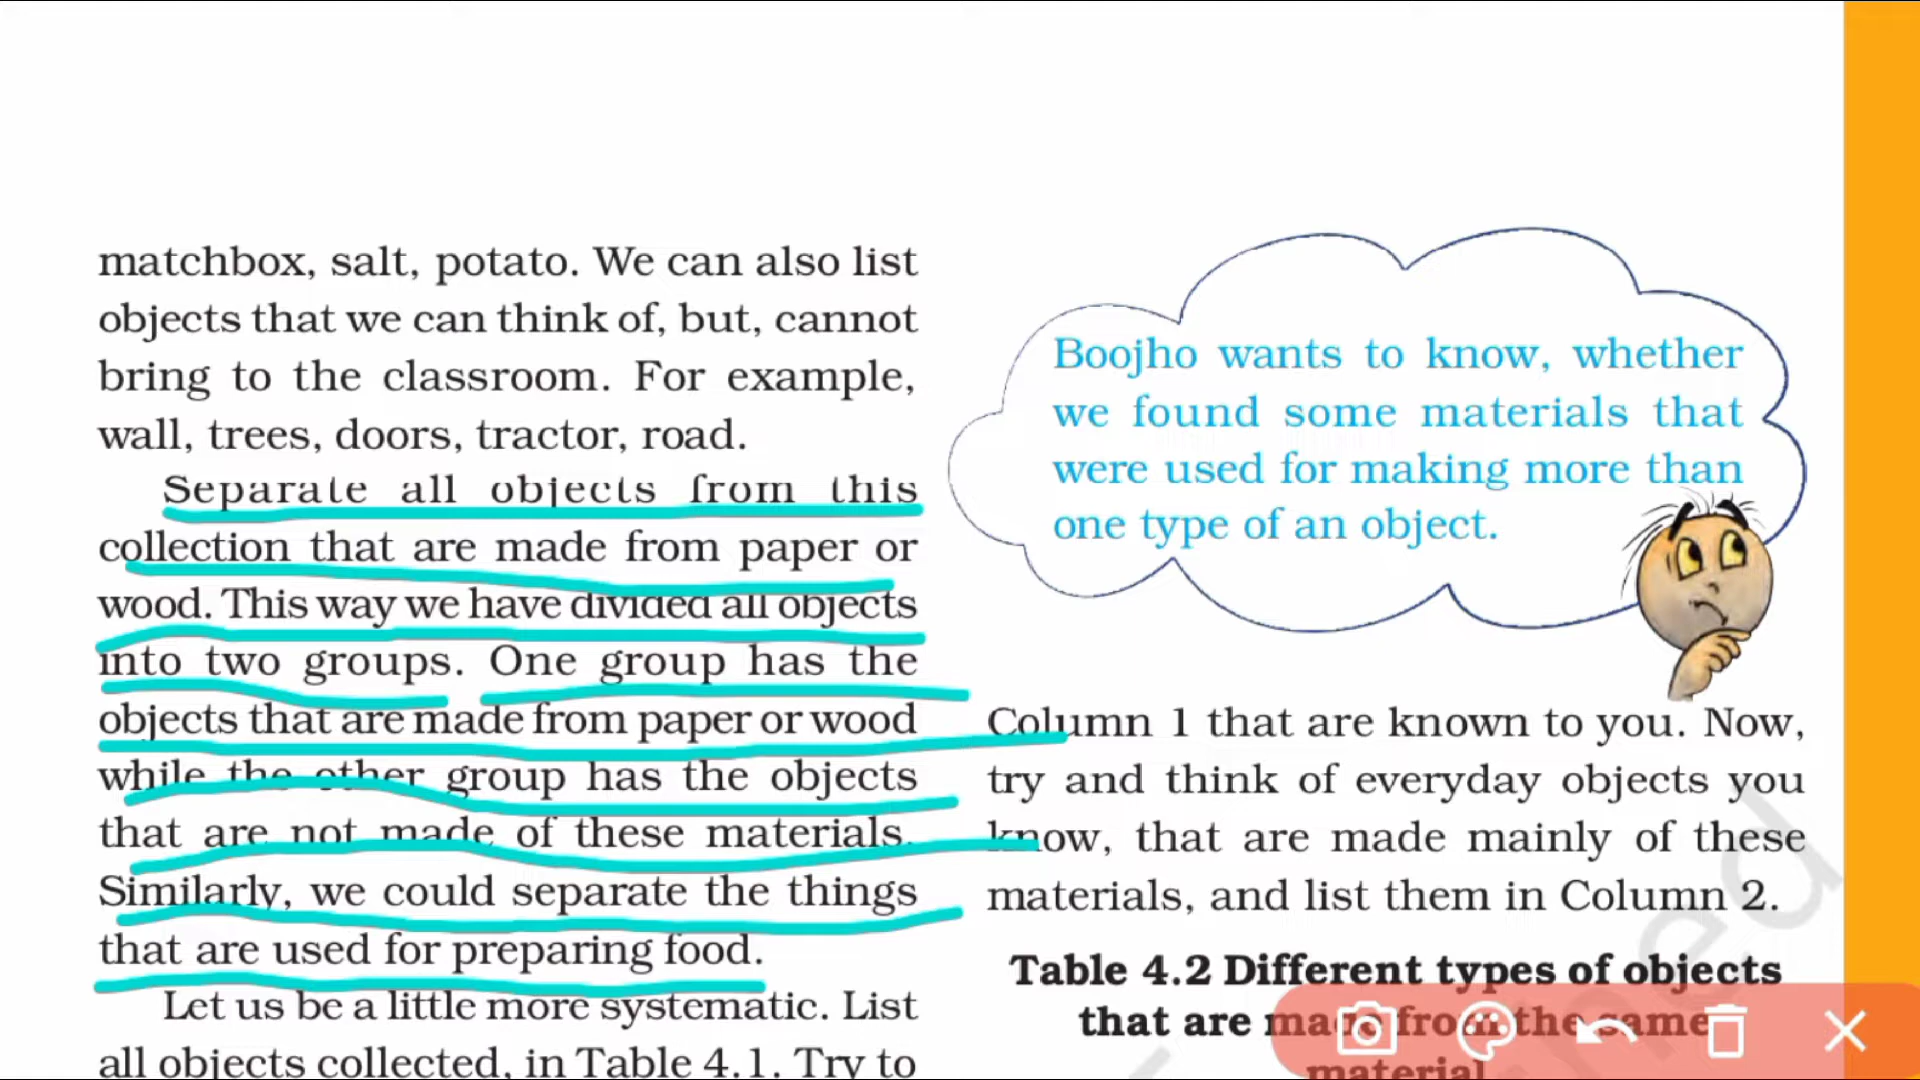 matchbox, salt, potato. We can also list
objects that we can think of, but, cannot
bring to the classroom. For example,
wall, trees, doors, tractor, road.
Separate all objects from this
collection that are made from paper or
wood. This way we have divided all objects
into two groups. One group has the
objects that are made from paper or wood
while the other group has the objects
that are not made of these materials.
Similarly, we could separate the things
that are used for preparing food.
Let us be a little more systematic. List
all objects collected, in Table 4.1. Try to
Boojho wants to know, whether
we found some materials that
were used for making more than
one type of an object.
Column 1 that are known to you. Now,
try and think of everyday objects you
know, that are made mainly of these
materials, and list them in Column 2.
Table 4.2 Different types of objects
that are made from the same
material